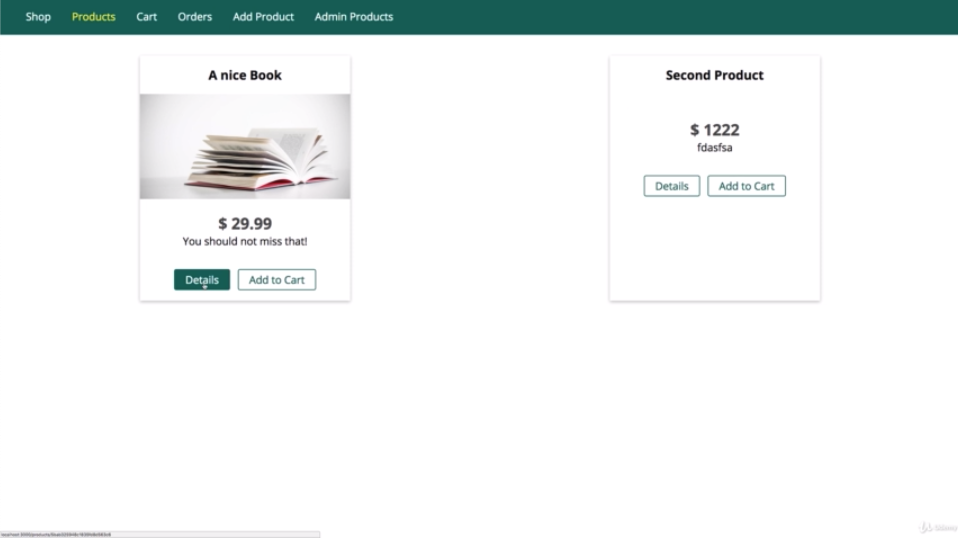 Shop Products Cart Orders Add Product Admin Products
A nice Book
$ 29.99
You should not miss that!
Details Add to Cart
Second Product
$ 1222
fdasfsa
Details Add to Cart
Udemy